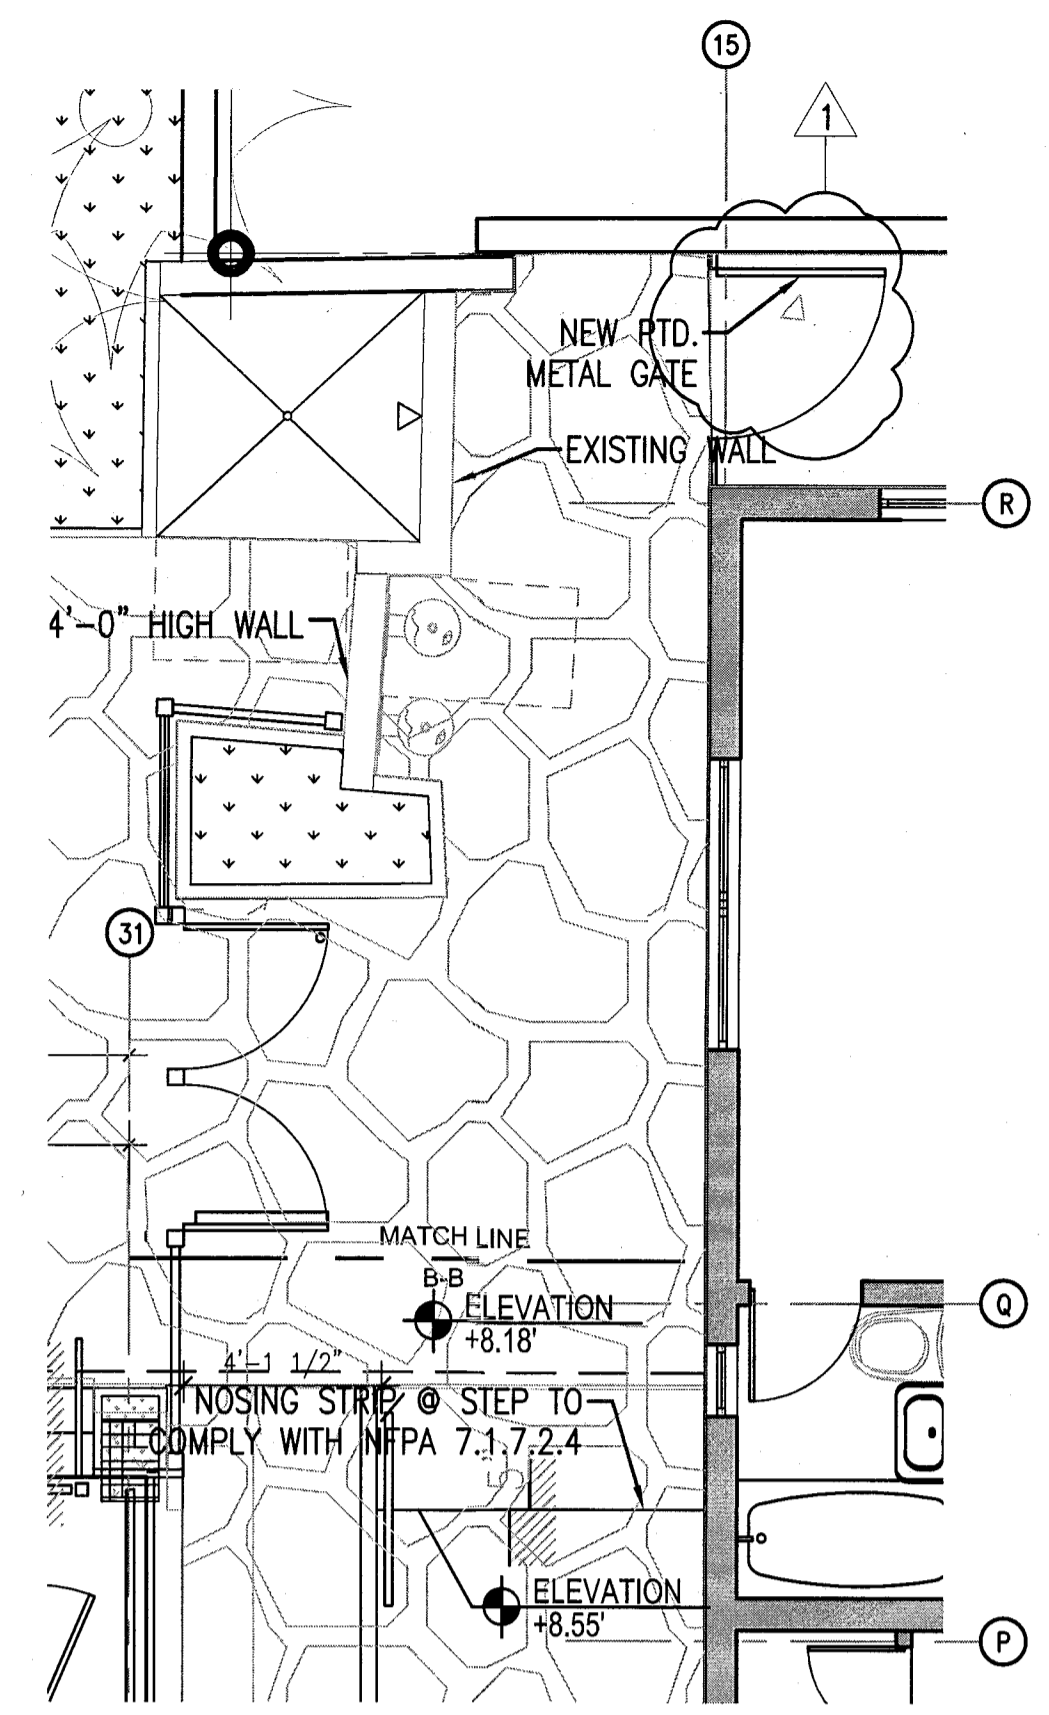 15
1
NEW PTD.
METAL GATE
EXISTING WALL
R
4'-0" HIGH WALL
31
MATCH LINE
B-B
ELEVATION
+8.18'
Q
4'-1 1/2"
NOSING STRIP @ STEP TO
COMPLY WITH NFPA 7.1.7.2.4
ELEVATION
+8.55'
P